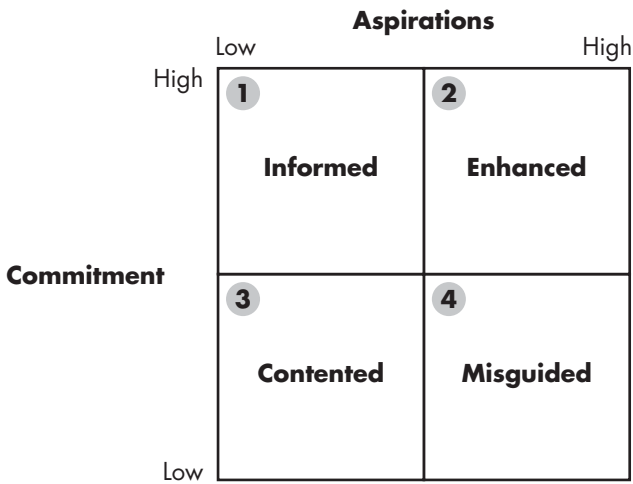 Aspirations
Low High
High
1 2
Informed Enhanced
Commitment
3 4
Contented Misguided
Low